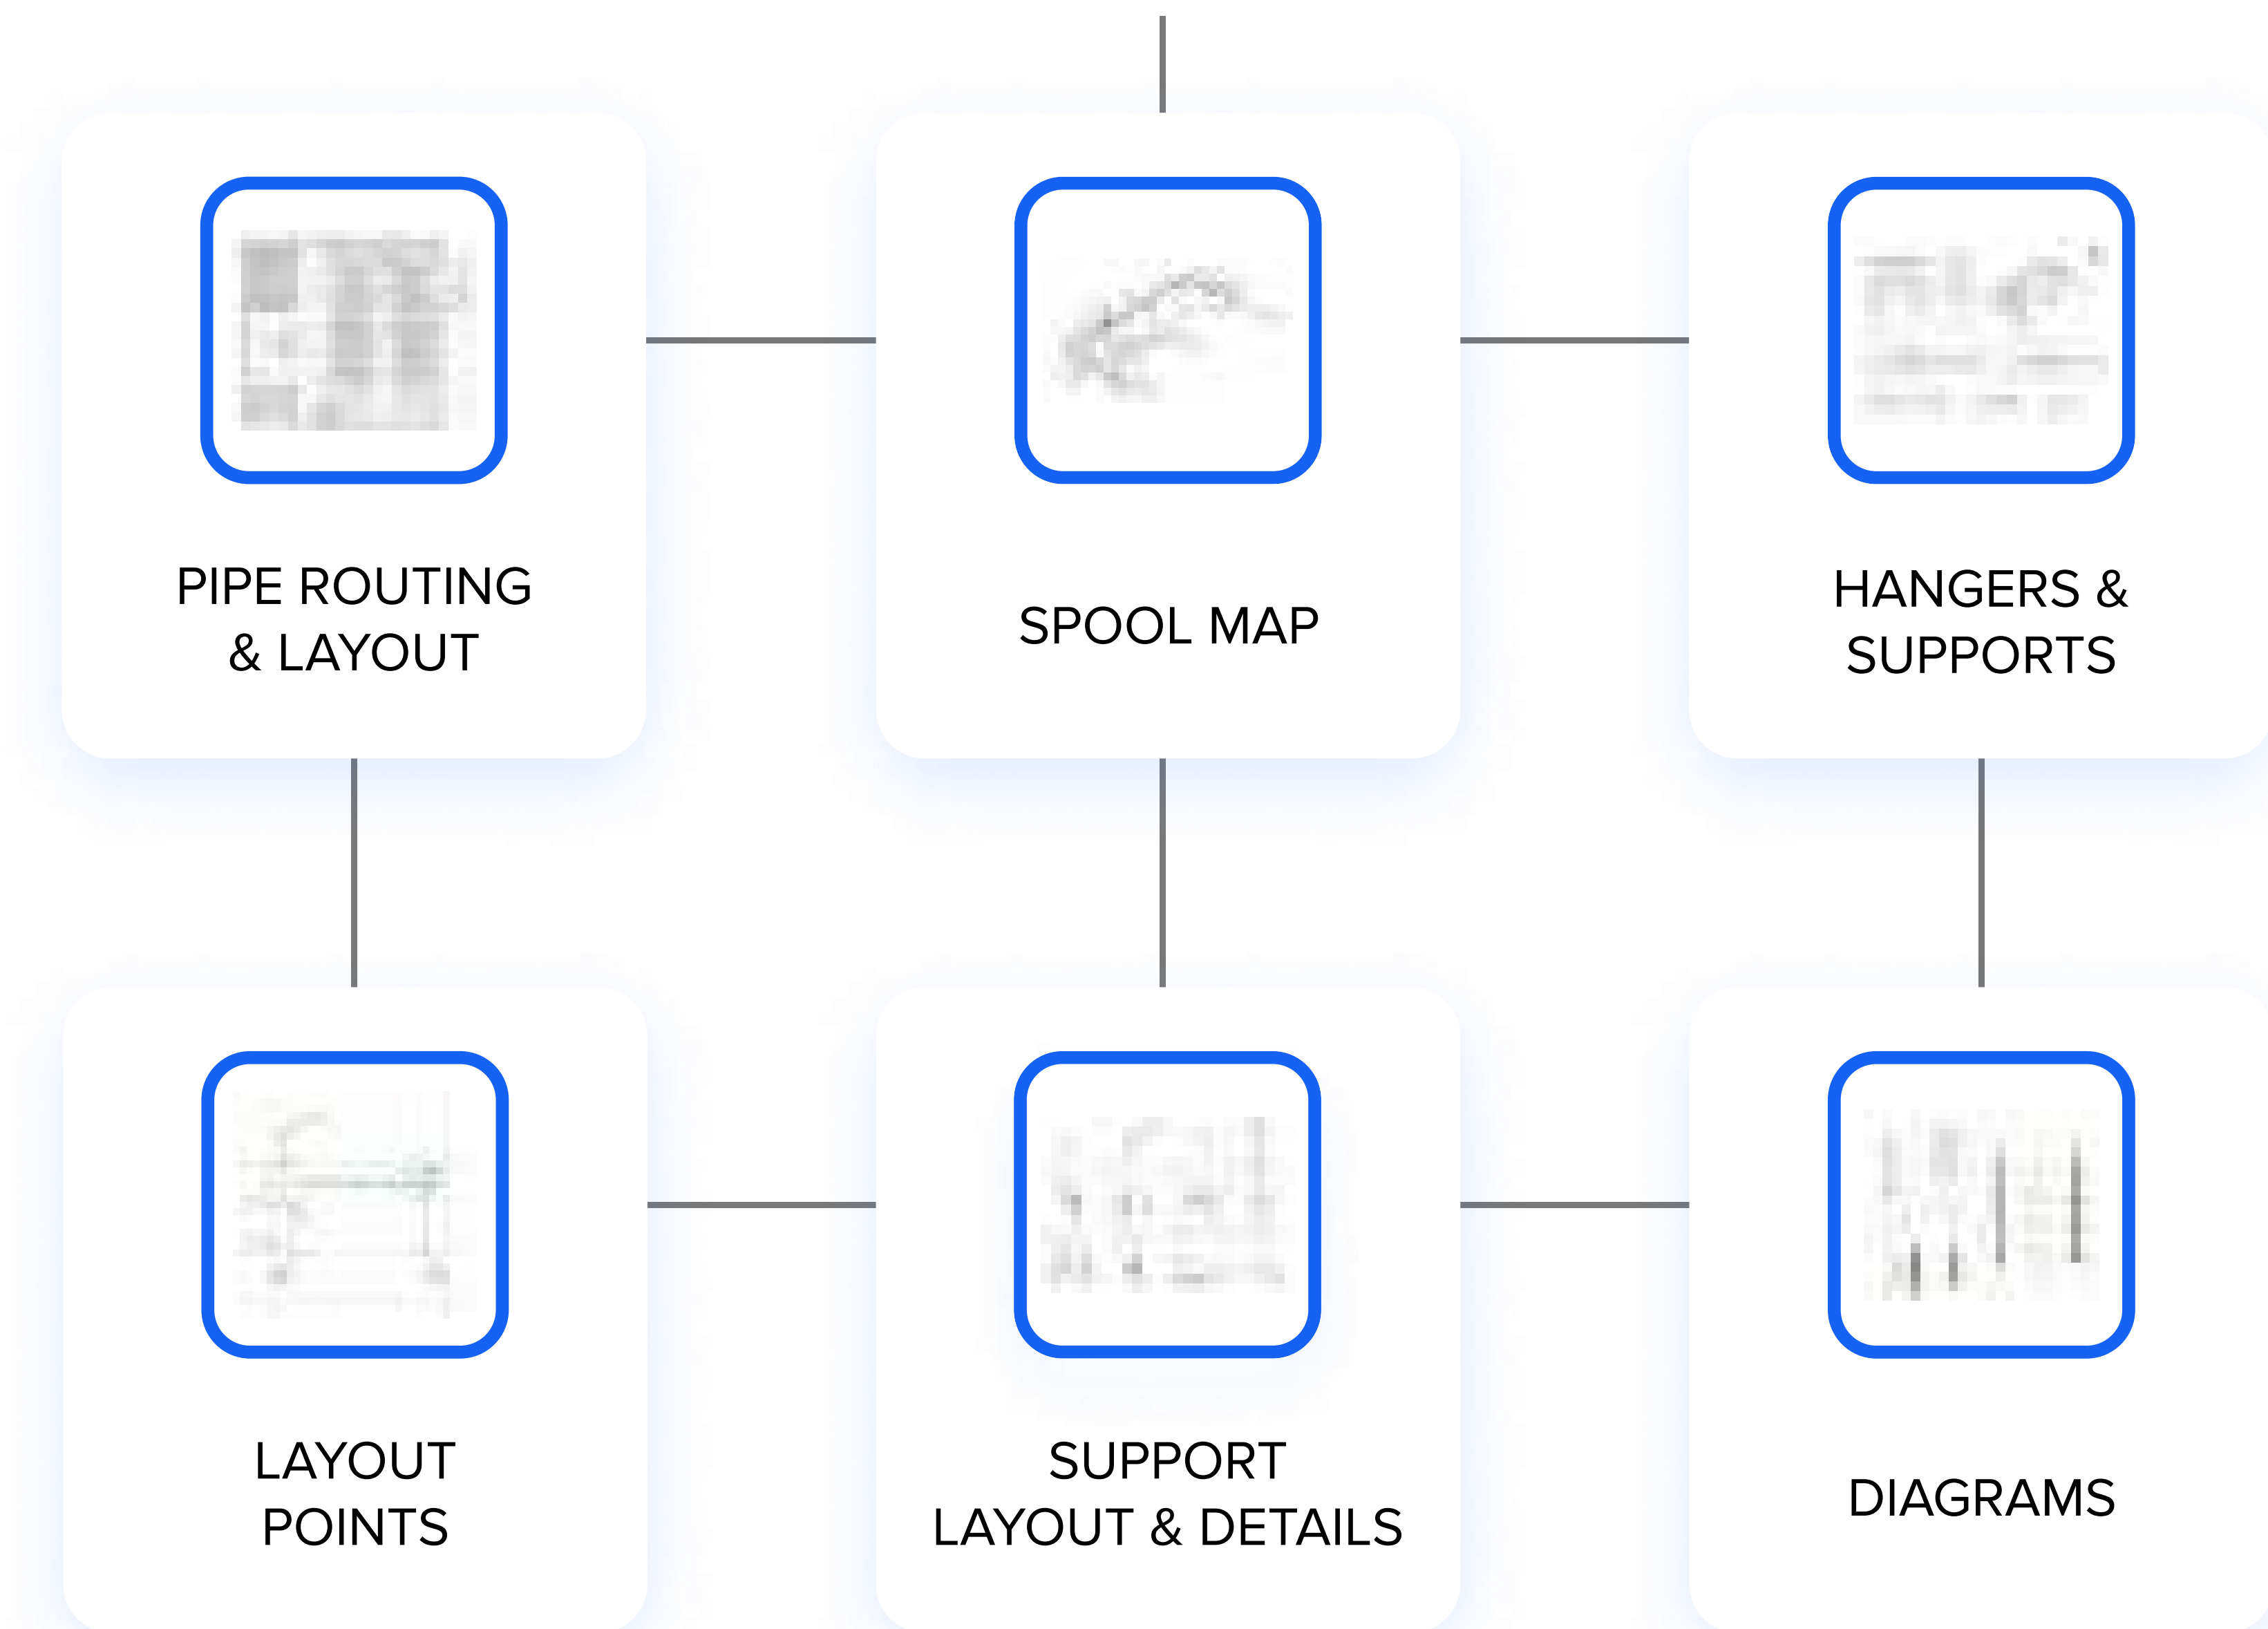 PIPE ROUTING
& LAYOUT
SPOOL MAP
HANGERS &
SUPPORTS
LAYOUT
POINTS
SUPPORT
LAYOUT & DETAILS
DIAGRAMS